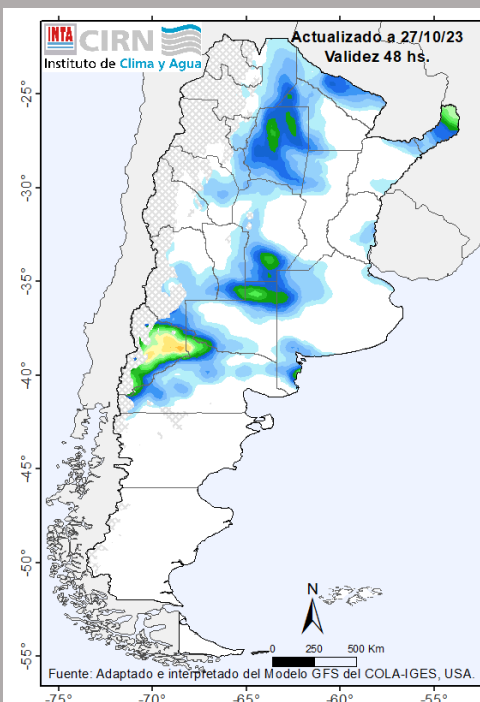 INTA CIRN
Instituto de Clima y Agua
Actualizado a 27/10/23
Validez 48 hs.
-25°
-30°
-35°
-40°
-45°
-50°
-55°
N
0 250 500 Km
Fuente: Adaptado e interpretado del Modelo GFS del COLA-IGES, USA.
-75° -70° -65° -60° -55°